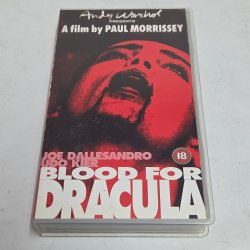 Andy Warhol
PRESENTS
A film by PAUL MORRISSEY
18
JOE DALLESANDRO
UDO KIER
BLOOD FOR
DRACULA